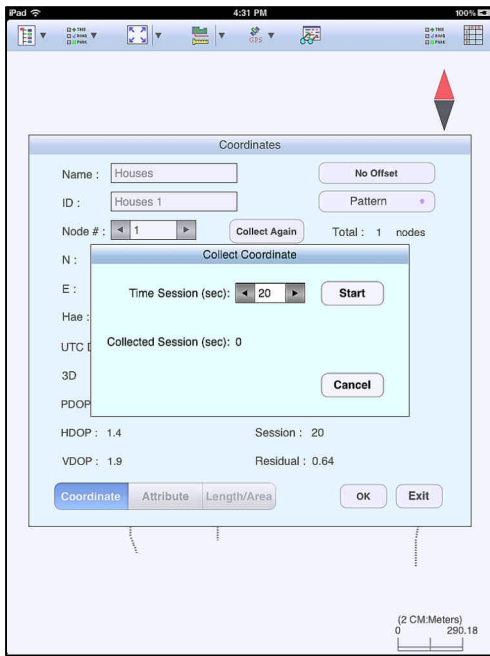 iPad 4:31 PM 100%
GPS
Coordinates
Name : Houses No Offset
ID : Houses 1 Pattern
Node # : 1 Collect Again Total : 1 nodes
N : Collect Coordinate
E : Time Session (sec): 20 Start
Hae :
UTC Collected Session (sec): 0
3D Cancel
PDOP
HDOP : 1.4 Session : 20
VDOP : 1.9 Residual : 0.64
Coordinate Attribute Length/Area OK Exit
(2 CM:Meters)
0 290.18